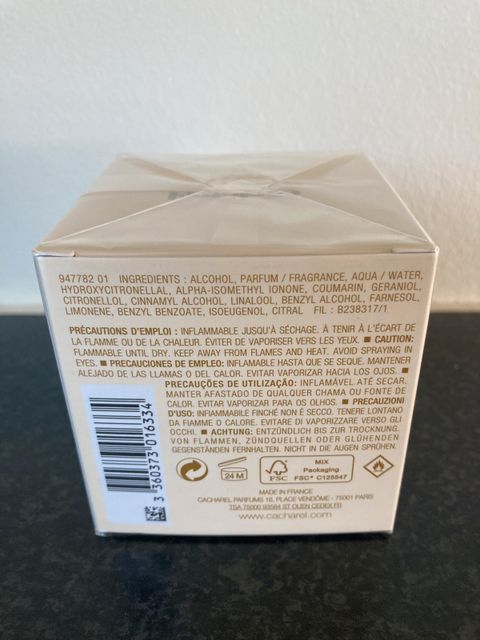 947782 01 INGREDIENTS : ALCOHOL, PARFUM / FRAGRANCE, AQUA / WATER,
HYDROXYCITRONELLAL, ALPHA-ISOMETHYL IONONE, COUMARIN, GERANIOL,
CITRONELLOL, CINNAMYL ALCOHOL, LINALOOL, BENZYL ALCOHOL, FARNESOL,
LIMONENE, BENZYL BENZOATE, ISOEUGENOL, CITRAL FIL : B238317/1
PRÉCAUTIONS D'EMPLOI : INFLAMMABLE JUSQU'À SÉCHAGE. À TENIR À L'ÉCART DE
LA FLAMME OU DE LA CHALEUR. ÉVITER DE VAPORISER VERS LES YEUX. ■ CAUTION:
FLAMMABLE UNTIL DRY. KEEP AWAY FROM FLAMES AND HEAT. AVOID SPRAYING IN
EYES. ■ PRECAUCIONES DE EMPLEO: INFLAMABLE HASTA QUE SE SEQUE. MANTENER
ALEJADO DE LAS LLAMAS O DEL CALOR. EVITAR VAPORIZAR HACIA LOS OJOS. ■
PRECAUÇÕES DE UTILIZAÇÃO: INFLAMÁVEL ATÉ SECAR.
MANTER AFASTADO DE QUALQUER CHAMA OU FONTE DE
CALOR. EVITAR VAPORIZAR PARA OS OLHOS. ■ PRECAUZIONI
D'USO: INFIAMMABILE FINCHÉ NON È SECCO. TENERE LONTANO
DA FIAMME O CALORE. EVITARE DI VAPORIZZARE VERSO GLI
OCCHI. ■ ACHTUNG: ENTZÜNDLICH BIS ZUR TROCKNUNG.
VON FLAMMEN, ZÜNDQUELLEN ODER GLÜHENDEN
GEGENSTÄNDEN FERNHALTEN. NICHT IN DIE AUGEN SPRÜHEN.
3 360373 016334
24 M
FSC
MIX
Packaging
FSC® C128547
MADE IN FRANCE
CACHAREL PARFUMS 16, PLACE VENDÔME - 75001 PARIS
TSA 75000 93584 ST OUEN CEDEX FR
www.cacharel.com